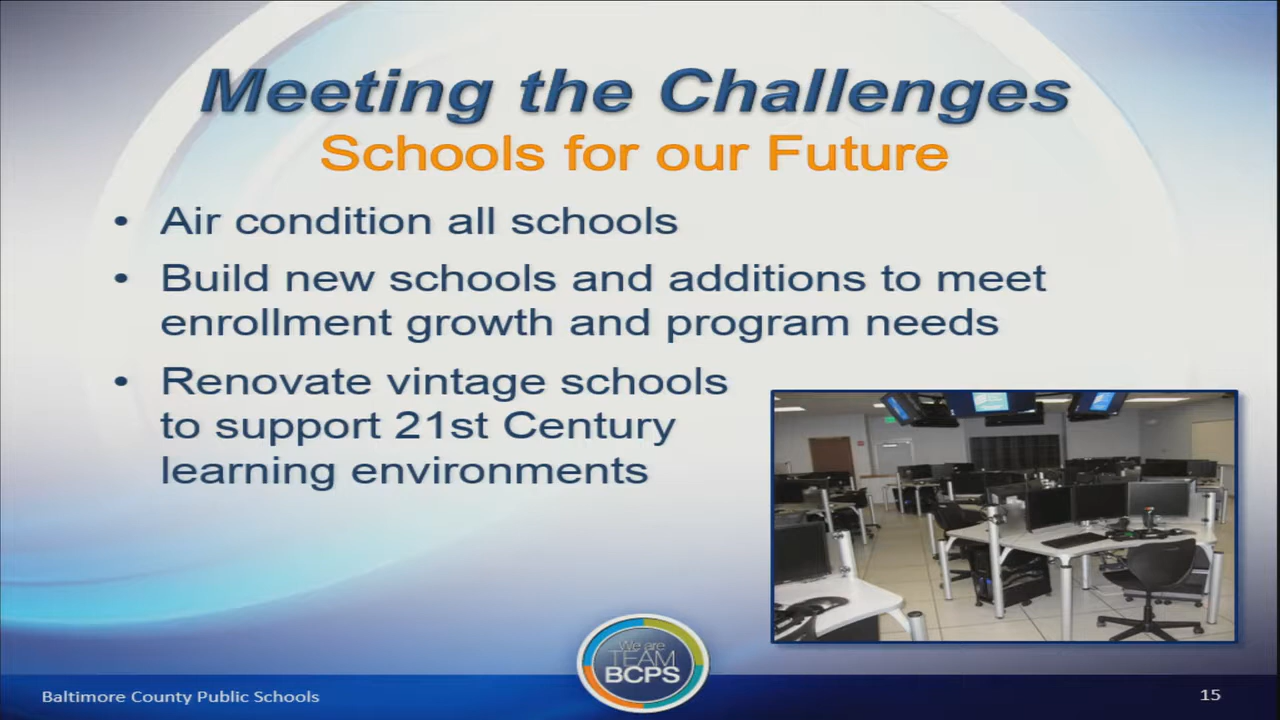 Meeting the Challenges
Schools for our Future
• Air condition all schools
• Build new schools and additions to meet
enrollment growth and program needs
• Renovate vintage schools
to support 21st Century
learning environments
We are
TEAM
BCPS
Baltimore County Public Schools
15